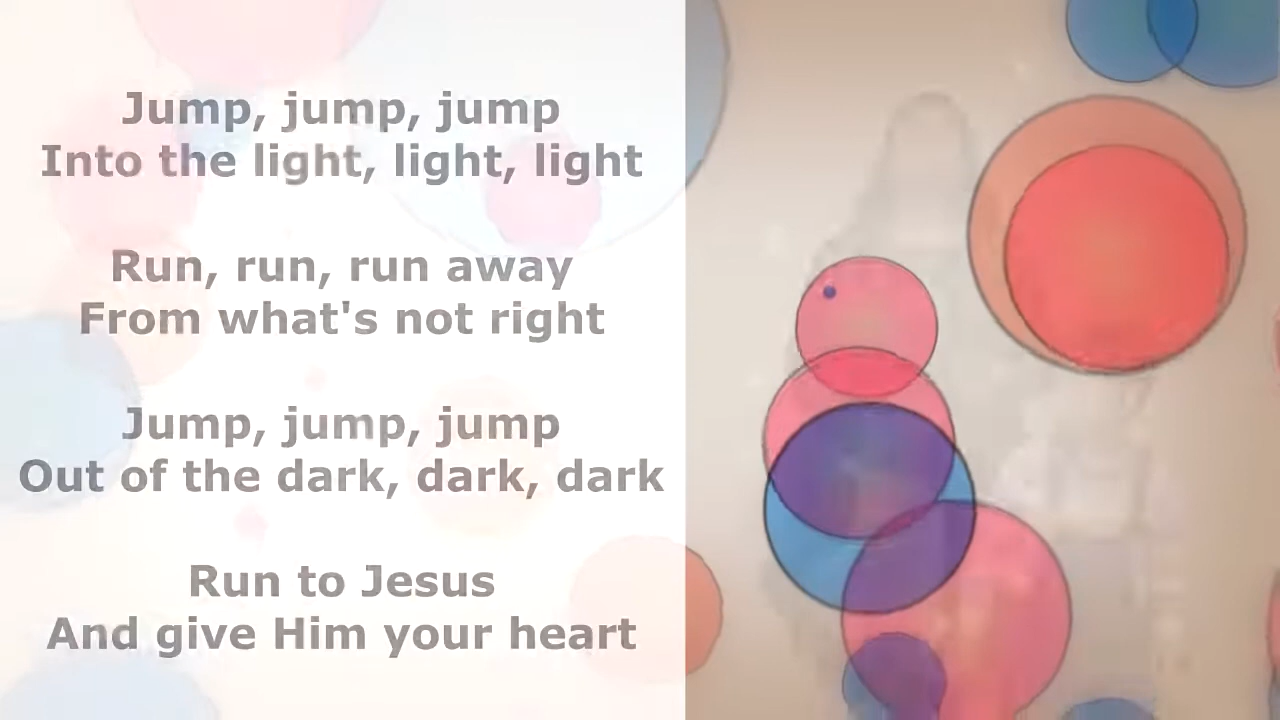 Jump, jump, jump
Into the light, light, light
Run, run, run away
From what's not right
Jump, jump, jump
Out of the dark, dark, dark
Run to Jesus
And give Him your heart